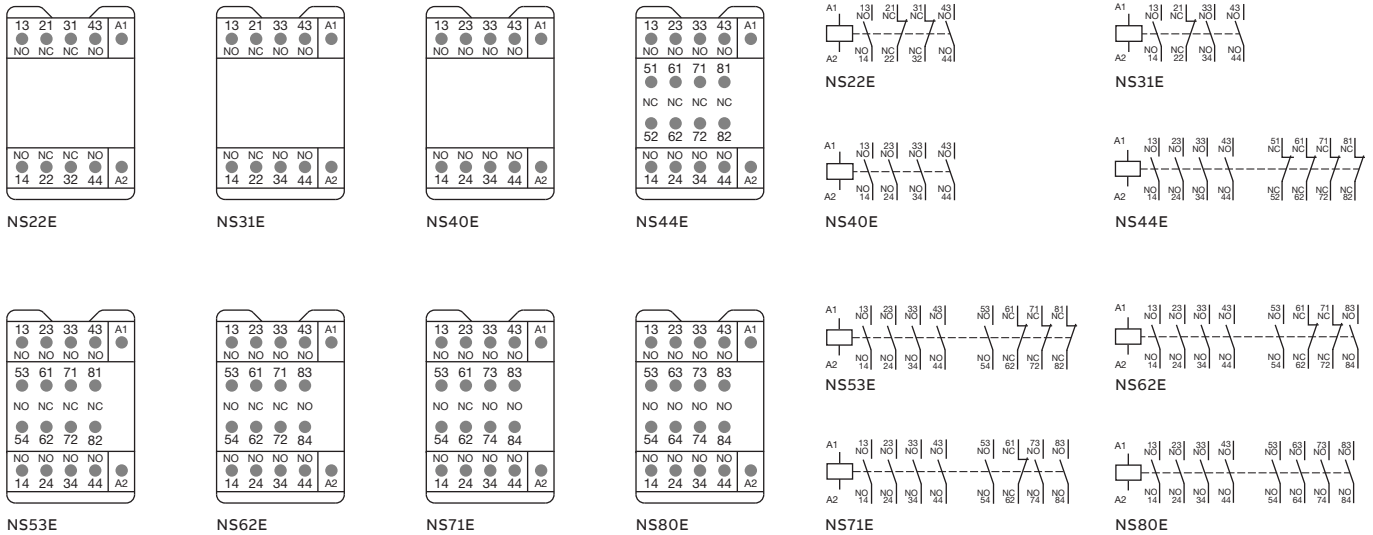 13 21 31 43 A1
NO NC NC NO
NO NC NC NO
14 22 32 44 A2
NS22E
13 21 33 43 A1
NO NC NO NO
NO NC NO NO
14 22 34 44 A2
NS31E
13 23 33 43 A1
NO NO NO NO
NO NO NO NO
14 24 34 44 A2
NS40E
13 23 33 43 A1
NO NO NO NO
51 61 71 81
NC NC NC NC
52 62 72 82
NO NO NO NO
14 24 34 44 A2
NS44E
A1 13 21 31 43
NO NC NC NO
NO NC NC NO
A2 14 22 32 44
NS22E
A1 13 21 33 43
NO NC NO NO
NO NC NO NO
A2 14 22 34 44
NS31E
A1 13 23 33 43
NO NO NO NO
NO NO NO NO
A2 14 24 34 44
NS40E
A1 13 23 33 43 51 61 71 81
NO NO NO NO NC NC NC NC
NO NO NO NO NC NC NC NC
A2 14 24 34 44 52 62 72 82
NS44E
13 23 33 43 A1
NO NO NO NO
53 61 71 81
NO NC NC NC
54 62 72 82
NO NO NO NO
14 24 34 44 A2
NS53E
13 23 33 43 A1
NO NO NO NO
53 61 71 83
NO NC NC NO
54 62 72 84
NO NO NO NO
14 24 34 44 A2
NS62E
13 23 33 43 A1
NO NO NO NO
53 61 73 83
NO NC NO NO
54 62 74 84
NO NO NO NO
14 24 34 44 A2
NS71E
13 23 33 43 A1
NO NO NO NO
53 63 73 83
NO NO NO NO
54 64 74 84
NO NO NO NO
14 24 34 44 A2
NS80E
A1 13 23 33 43 53 61 71 81
NO NO NO NO NO NC NC NC
NO NO NO NO NO NC NC NC
A2 14 24 34 44 54 62 72 82
NS53E
A1 13 23 33 43 53 61 71 83
NO NO NO NO NO NC NC NO
NO NO NO NO NO NC NC NO
A2 14 24 34 44 54 62 72 84
NS62E
A1 13 23 33 43 53 61 73 83
NO NO NO NO NO NC NO NO
NO NO NO NO NO NC NO NO
A2 14 24 34 44 54 62 74 84
NS71E
A1 13 23 33 43 53 63 73 83
NO NO NO NO NO NO NO NO
NO NO NO NO NO NO NO NO
A2 14 24 34 44 54 64 74 84
NS80E